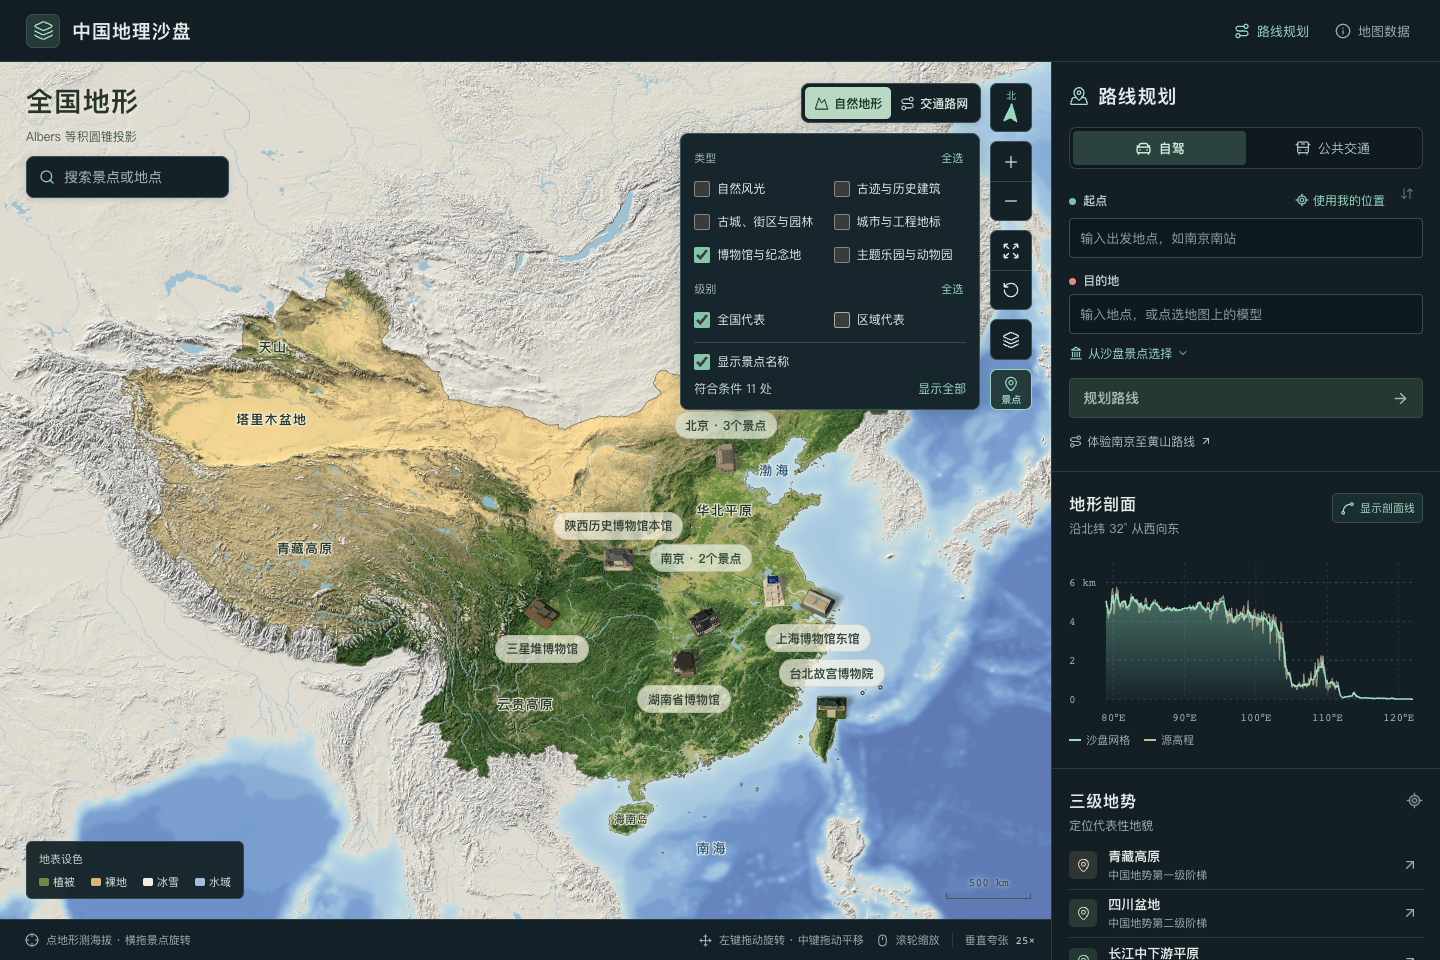 中国地理沙盘
路线规划
地图数据
全国地形
Albers 等积圆锥投影
搜索景点或地点
自然地形
交通路网
北
类型
全选
自然风光
古迹与历史建筑
古城、街区与园林
城市与工程地标
博物馆与纪念地
主题乐园与动物园
级别
全选
全国代表
区域代表
显示景点名称
符合条件 11 处
显示全部
景点
天山
塔里木盆地
青藏高原
北京 · 3个景点
渤海
华北平原
陕西历史博物馆本馆
南京 · 2个景点
三星堆博物馆
上海博物馆东馆
台北故宫博物院
湖南省博物馆
云贵高原
海南岛
南海
500 km
地表设色
植被
裸地
冰雪
水域
点地形测海拔 · 横拖景点旋转
左键拖动旋转 · 中键拖动平移
滚轮缩放
垂直夸张 25×
路线规划
自驾
公共交通
起点
使用我的位置
输入出发地点，如南京南站
目的地
输入地点，或点选地图上的模型
从沙盘景点选择
规划路线
体验南京至黄山路线
地形剖面
显示剖面线
沿北纬 32° 从西向东
6 km
4
2
0
80°E
90°E
100°E
110°E
120°E
沙盘网格
源高程
三级地势
定位代表性地貌
青藏高原
中国地势第一级阶梯
四川盆地
中国地势第二级阶梯
长江中下游平原